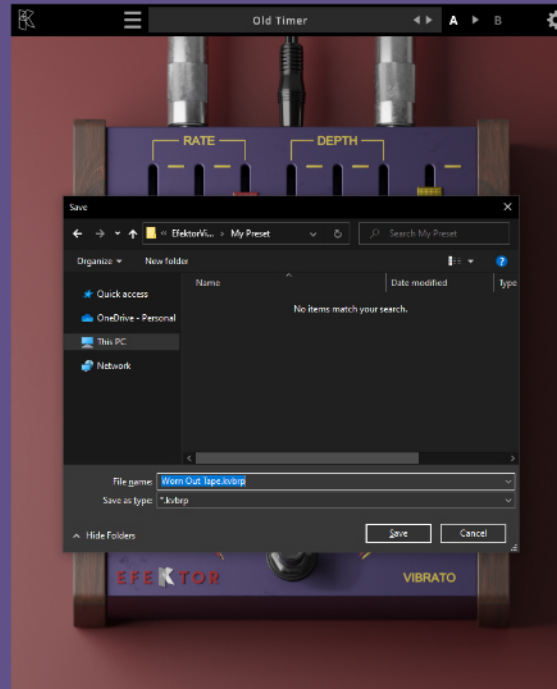 Old Timer
A
B
RATE
DEPTH
Save
« EfektorVi... › My Preset
Search My Preset
Organize
New folder
Name
Date modified
Type
Quick access
No items match your search.
OneDrive - Personal
This PC
Network
File name: Worn Out Tape.kvbrp
Save as type: *.kvbrp
Hide Folders
Save
Cancel
EFEKTOR
VIBRATO